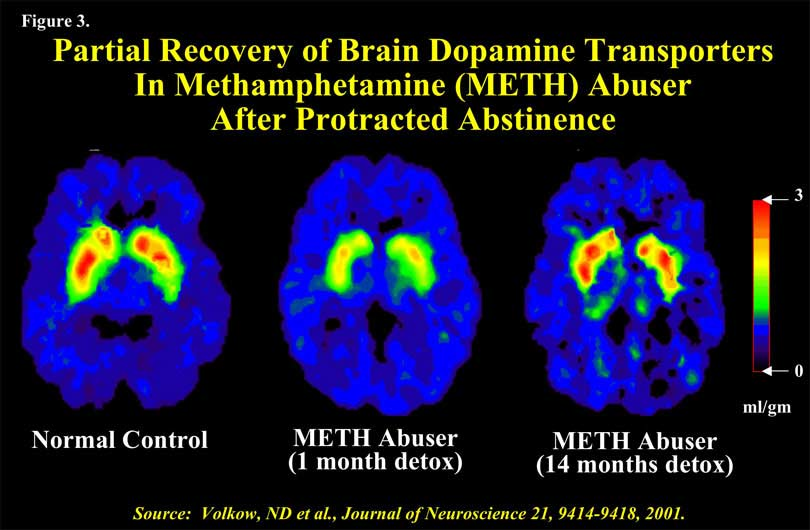 Figure 3.
Partial Recovery of Brain Dopamine Transporters
In Methamphetamine (METH) Abuser
After Protracted Abstinence
3
0
ml/gm
Normal Control
METH Abuser
(1 month detox)
METH Abuser
(14 months detox)
Source:  Volkow, ND et al., Journal of Neuroscience 21, 9414-9418, 2001.